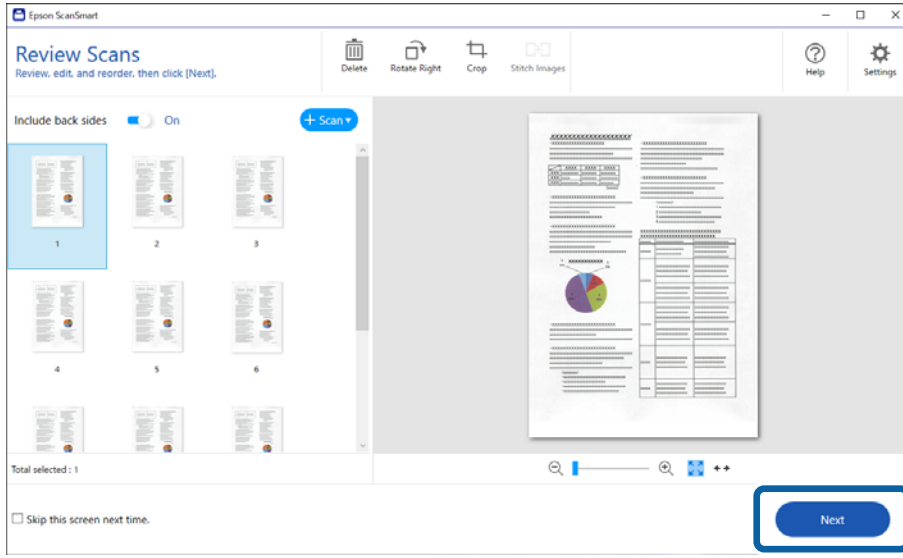 Epson ScanSmart
Review Scans
Review, edit, and reorder, then click [Next].
Delete
Rotate Right
Crop
Stitch Images
Help
Settings
Include back sides
On
+ Scan
1
2
3
4
5
6
Total selected : 1
Skip this screen next time.
Next